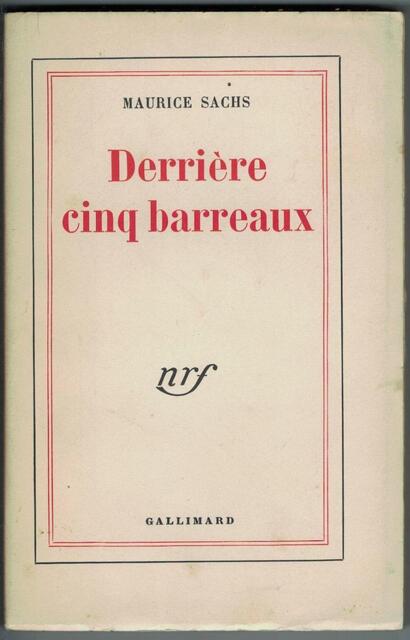 MAURICE SACHS
Derrière
cinq barreaux
nrf
GALLIMARD